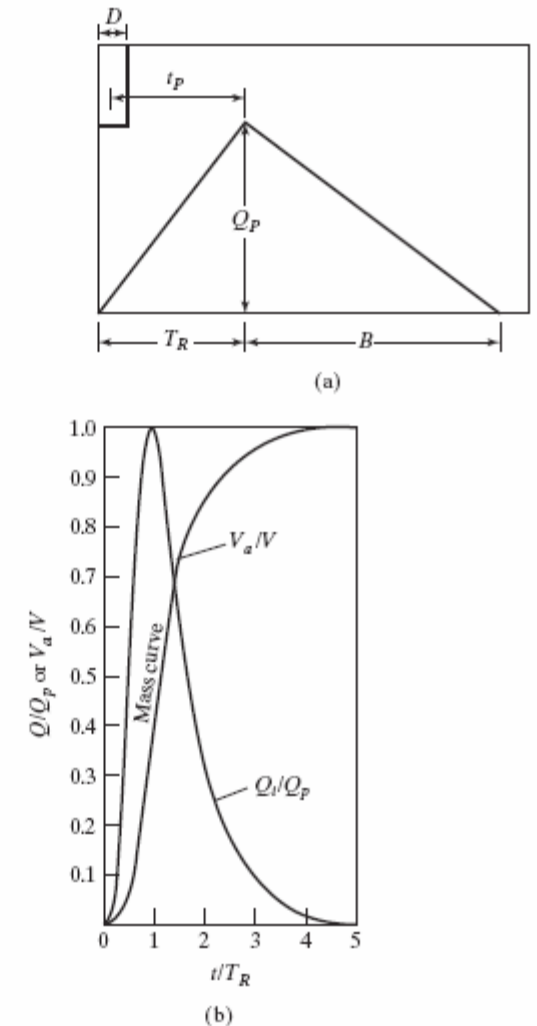 D
t_P
Q_P
T_R
B
(a)
1.0
0.9
0.8
0.7
0.6
0.5
0.4
0.3
0.2
0.1
Q/Q_p or V_a/V
Mass curve
V_a/V
Q_t/Q_p
0 1 2 3 4 5
t/T_R
(b)